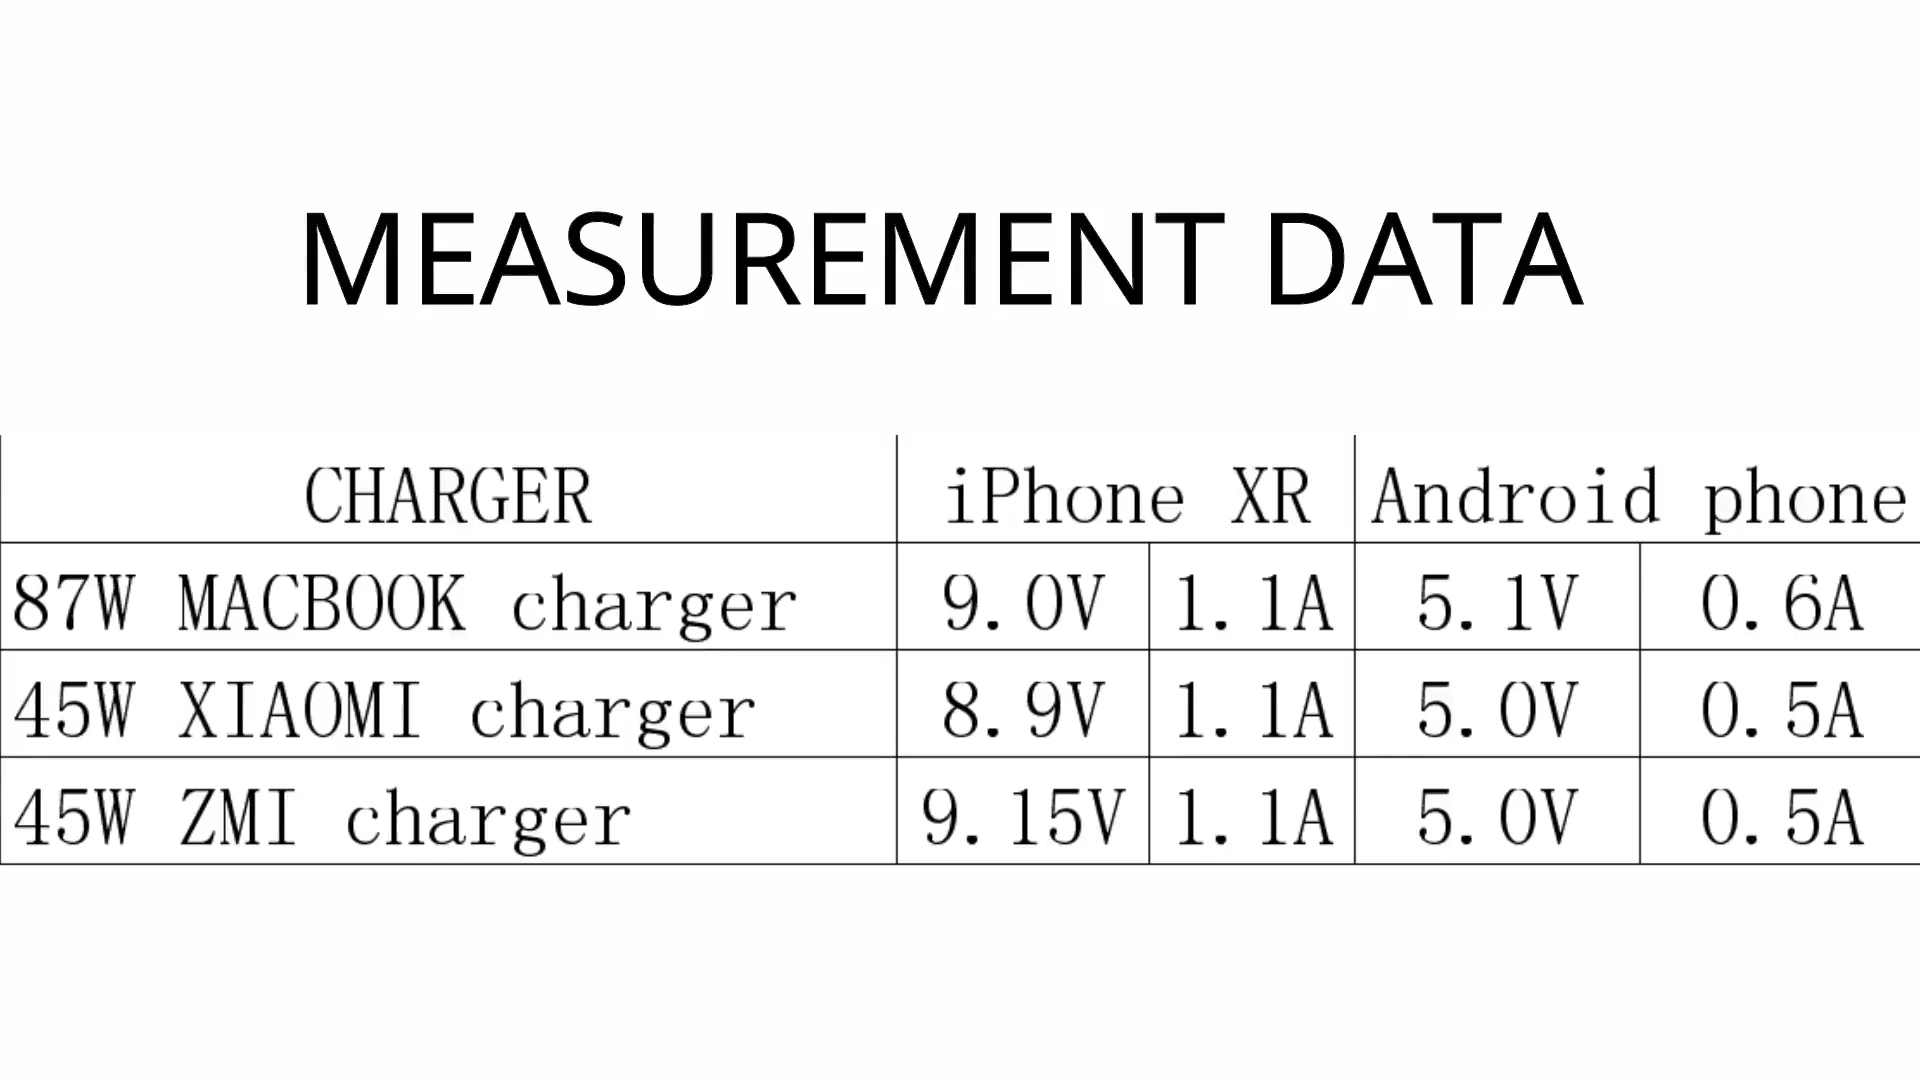 MEASUREMENT DATA
CHARGER iPhone XR Android phone
87W MACBOOK charger 9.0V 1.1A 5.1V 0.6A
45W XIAOMI charger 8.9V 1.1A 5.0V 0.5A
45W ZMI charger 9.15V 1.1A 5.0V 0.5A